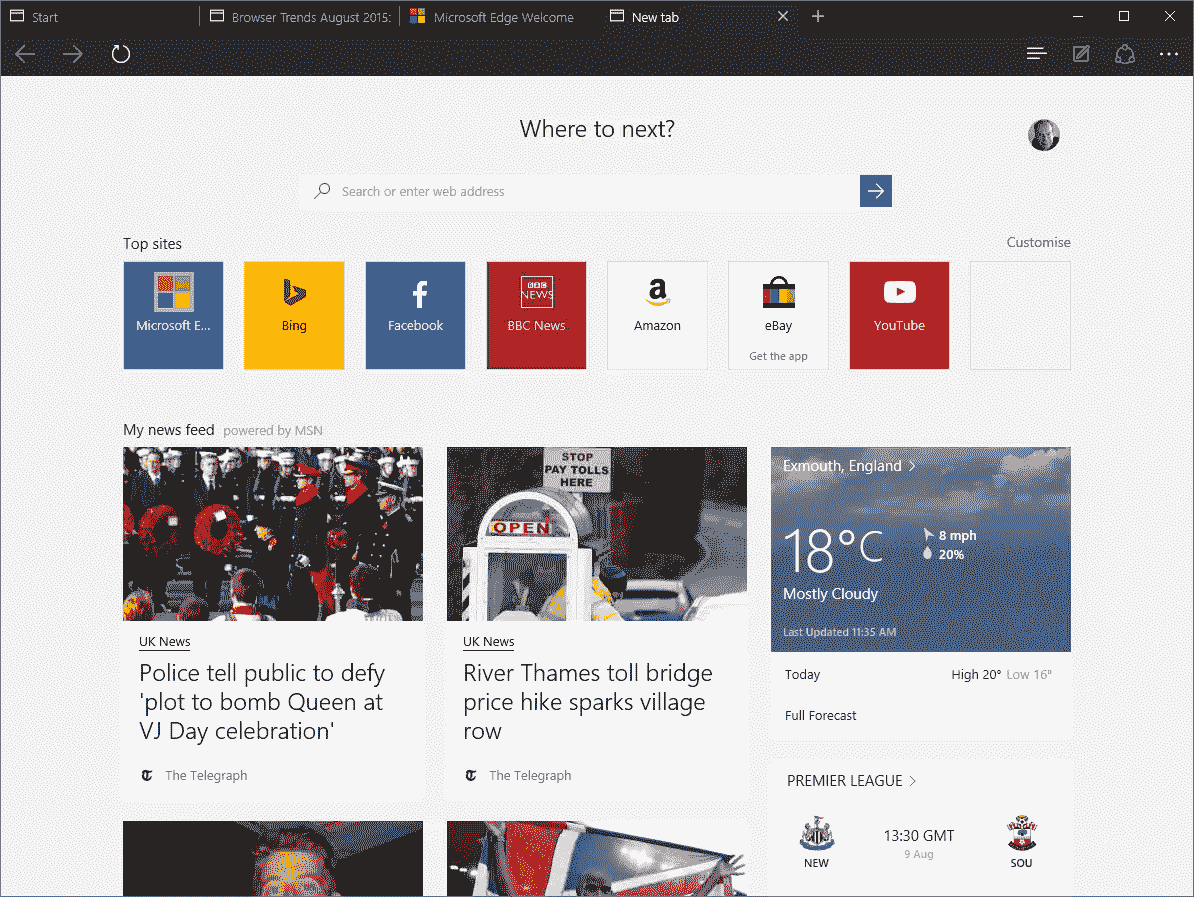 Start
Browser Trends August 2015:
Microsoft Edge Welcome
New tab
Where to next?
Search or enter web address
Top sites
Customise
Microsoft E...
Bing
Facebook
BBC NEWS
BBC News
Amazon
eBay
Get the app
YouTube
My news feed powered by MSN
STOP
PAY TOLLS
HERE
OPEN
UK News
Police tell public to defy
'plot to bomb Queen at
VJ Day celebration'
The Telegraph
UK News
River Thames toll bridge
price hike sparks village
row
The Telegraph
Exmouth, England
18°C
8 mph
20%
Mostly Cloudy
Last Updated 11:35 AM
Today
High 20° Low 16°
Full Forecast
PREMIER LEAGUE
NEW
13:30 GMT
9 Aug
SOU